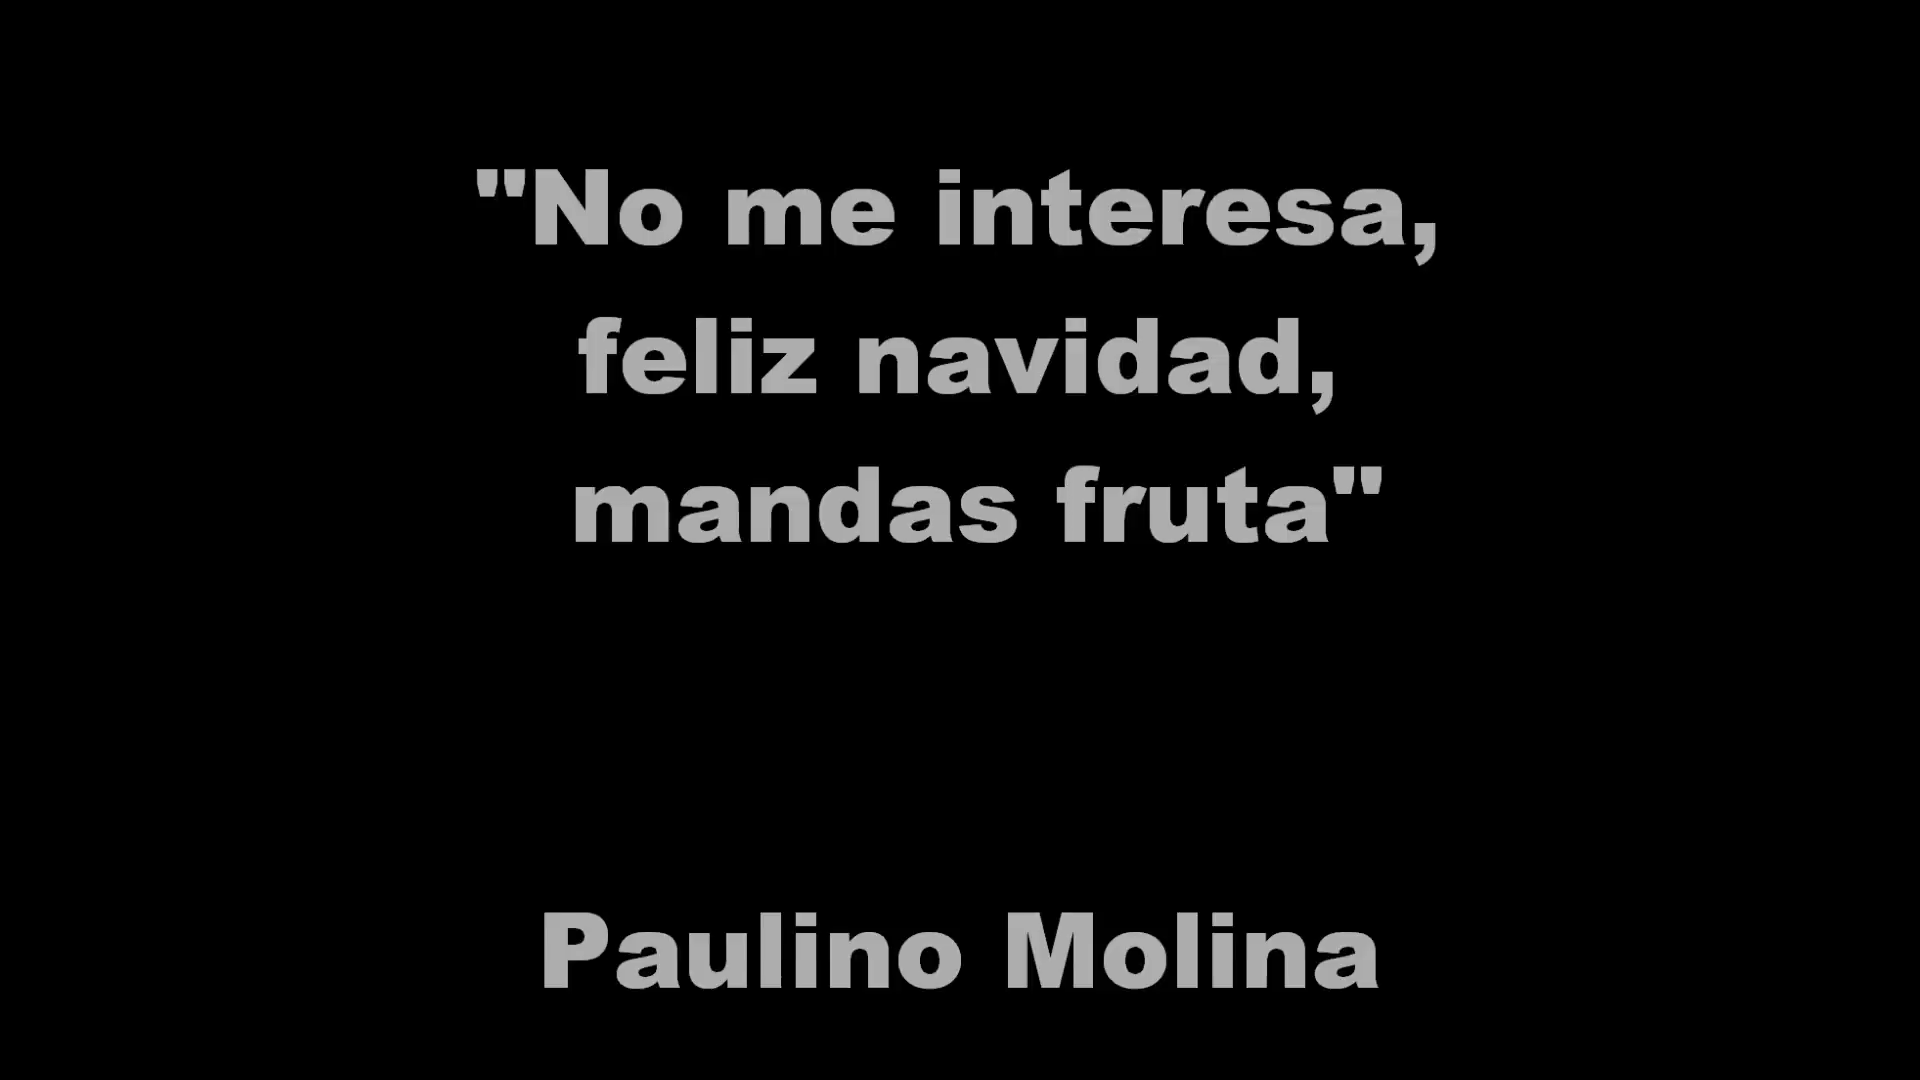 "No me interesa,
feliz navidad,
mandas fruta"
Paulino Molina